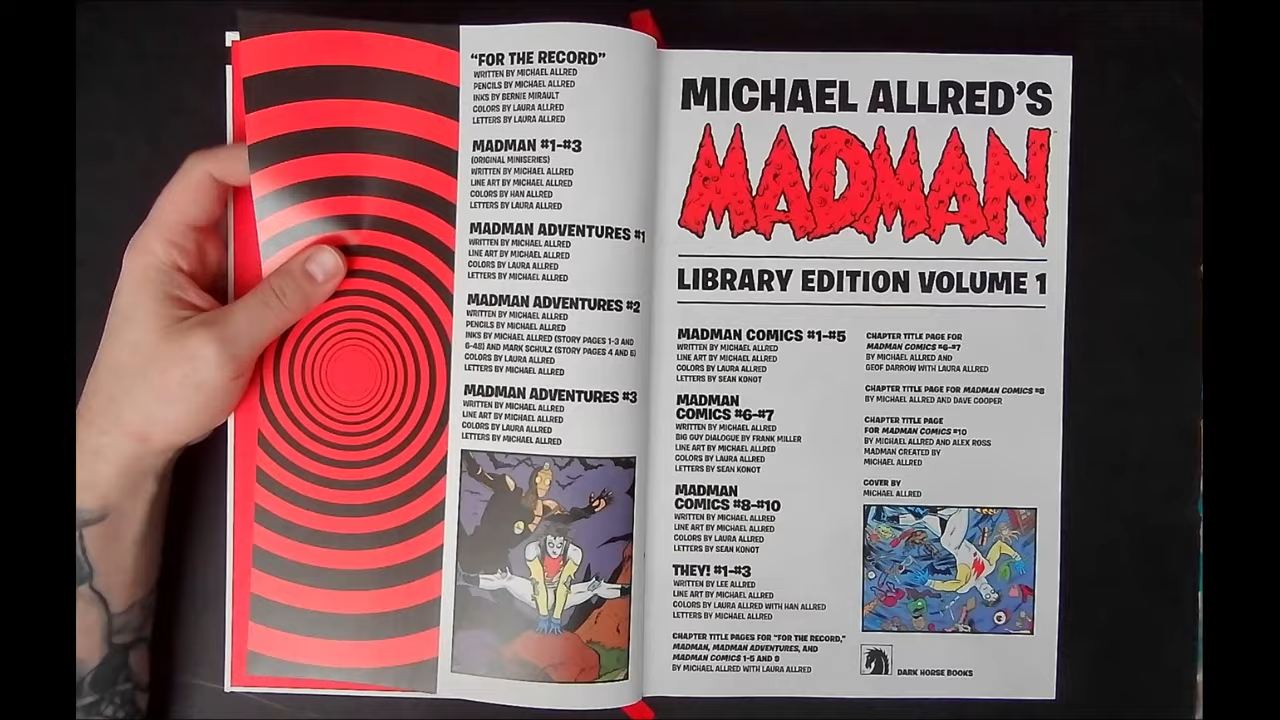 “FOR THE RECORD”
WRITTEN BY MICHAEL ALLRED
PENCILS BY MICHAEL ALLRED
INKS BY BERNIE MIRAULT
COLORS BY LAURA ALLRED
LETTERS BY LAURA ALLRED
MADMAN #1–#3
(ORIGINAL MINISERIES)
WRITTEN BY MICHAEL ALLRED
LINE ART BY MICHAEL ALLRED
COLORS BY HAN ALLRED
LETTERS BY LAURA ALLRED
MADMAN ADVENTURES #1
WRITTEN BY MICHAEL ALLRED
LINE ART BY MICHAEL ALLRED
COLORS BY LAURA ALLRED
LETTERS BY MICHAEL ALLRED
MADMAN ADVENTURES #2
WRITTEN BY MICHAEL ALLRED
PENCILS BY MICHAEL ALLRED
INKS BY MICHAEL ALLRED (STORY PAGES 1-3 AND
6-48) AND MARK SCHULZ (STORY PAGES 4 AND 5)
COLORS BY LAURA ALLRED
LETTERS BY MICHAEL ALLRED
MADMAN ADVENTURES #3
WRITTEN BY MICHAEL ALLRED
LINE ART BY MICHAEL ALLRED
COLORS BY LAURA ALLRED
LETTERS BY MICHAEL ALLRED
MICHAEL ALLRED’S
MADMAN
LIBRARY EDITION VOLUME 1
MADMAN COMICS #1–#5
WRITTEN BY MICHAEL ALLRED
LINE ART BY MICHAEL ALLRED
COLORS BY LAURA ALLRED
LETTERS BY SEAN KONOT
MADMAN
COMICS #6–#7
WRITTEN BY MICHAEL ALLRED
BIG GUY DIALOGUE BY FRANK MILLER
LINE ART BY MICHAEL ALLRED
COLORS BY LAURA ALLRED
LETTERS BY SEAN KONOT
MADMAN
COMICS #8–#10
WRITTEN BY MICHAEL ALLRED
LINE ART BY MICHAEL ALLRED
COLORS BY LAURA ALLRED
LETTERS BY SEAN KONOT
THEY! #1–#3
WRITTEN BY LEE ALLRED
LINE ART BY MICHAEL ALLRED
COLORS BY LAURA ALLRED WITH HAN ALLRED
LETTERS BY MICHAEL ALLRED
CHAPTER TITLE PAGES FOR “FOR THE RECORD,”
MADMAN, MADMAN ADVENTURES, AND
MADMAN COMICS 1-5 AND 9
BY MICHAEL ALLRED WITH LAURA ALLRED
CHAPTER TITLE PAGE FOR
MADMAN COMICS #6–#7
BY MICHAEL ALLRED AND
GEOF DARROW WITH LAURA ALLRED
CHAPTER TITLE PAGE FOR MADMAN COMICS #8
BY MICHAEL ALLRED AND DAVE COOPER
CHAPTER TITLE PAGE
FOR MADMAN COMICS #10
BY MICHAEL ALLRED AND ALEX ROSS
MADMAN CREATED BY
MICHAEL ALLRED
COVER BY
MICHAEL ALLRED
DARK HORSE BOOKS